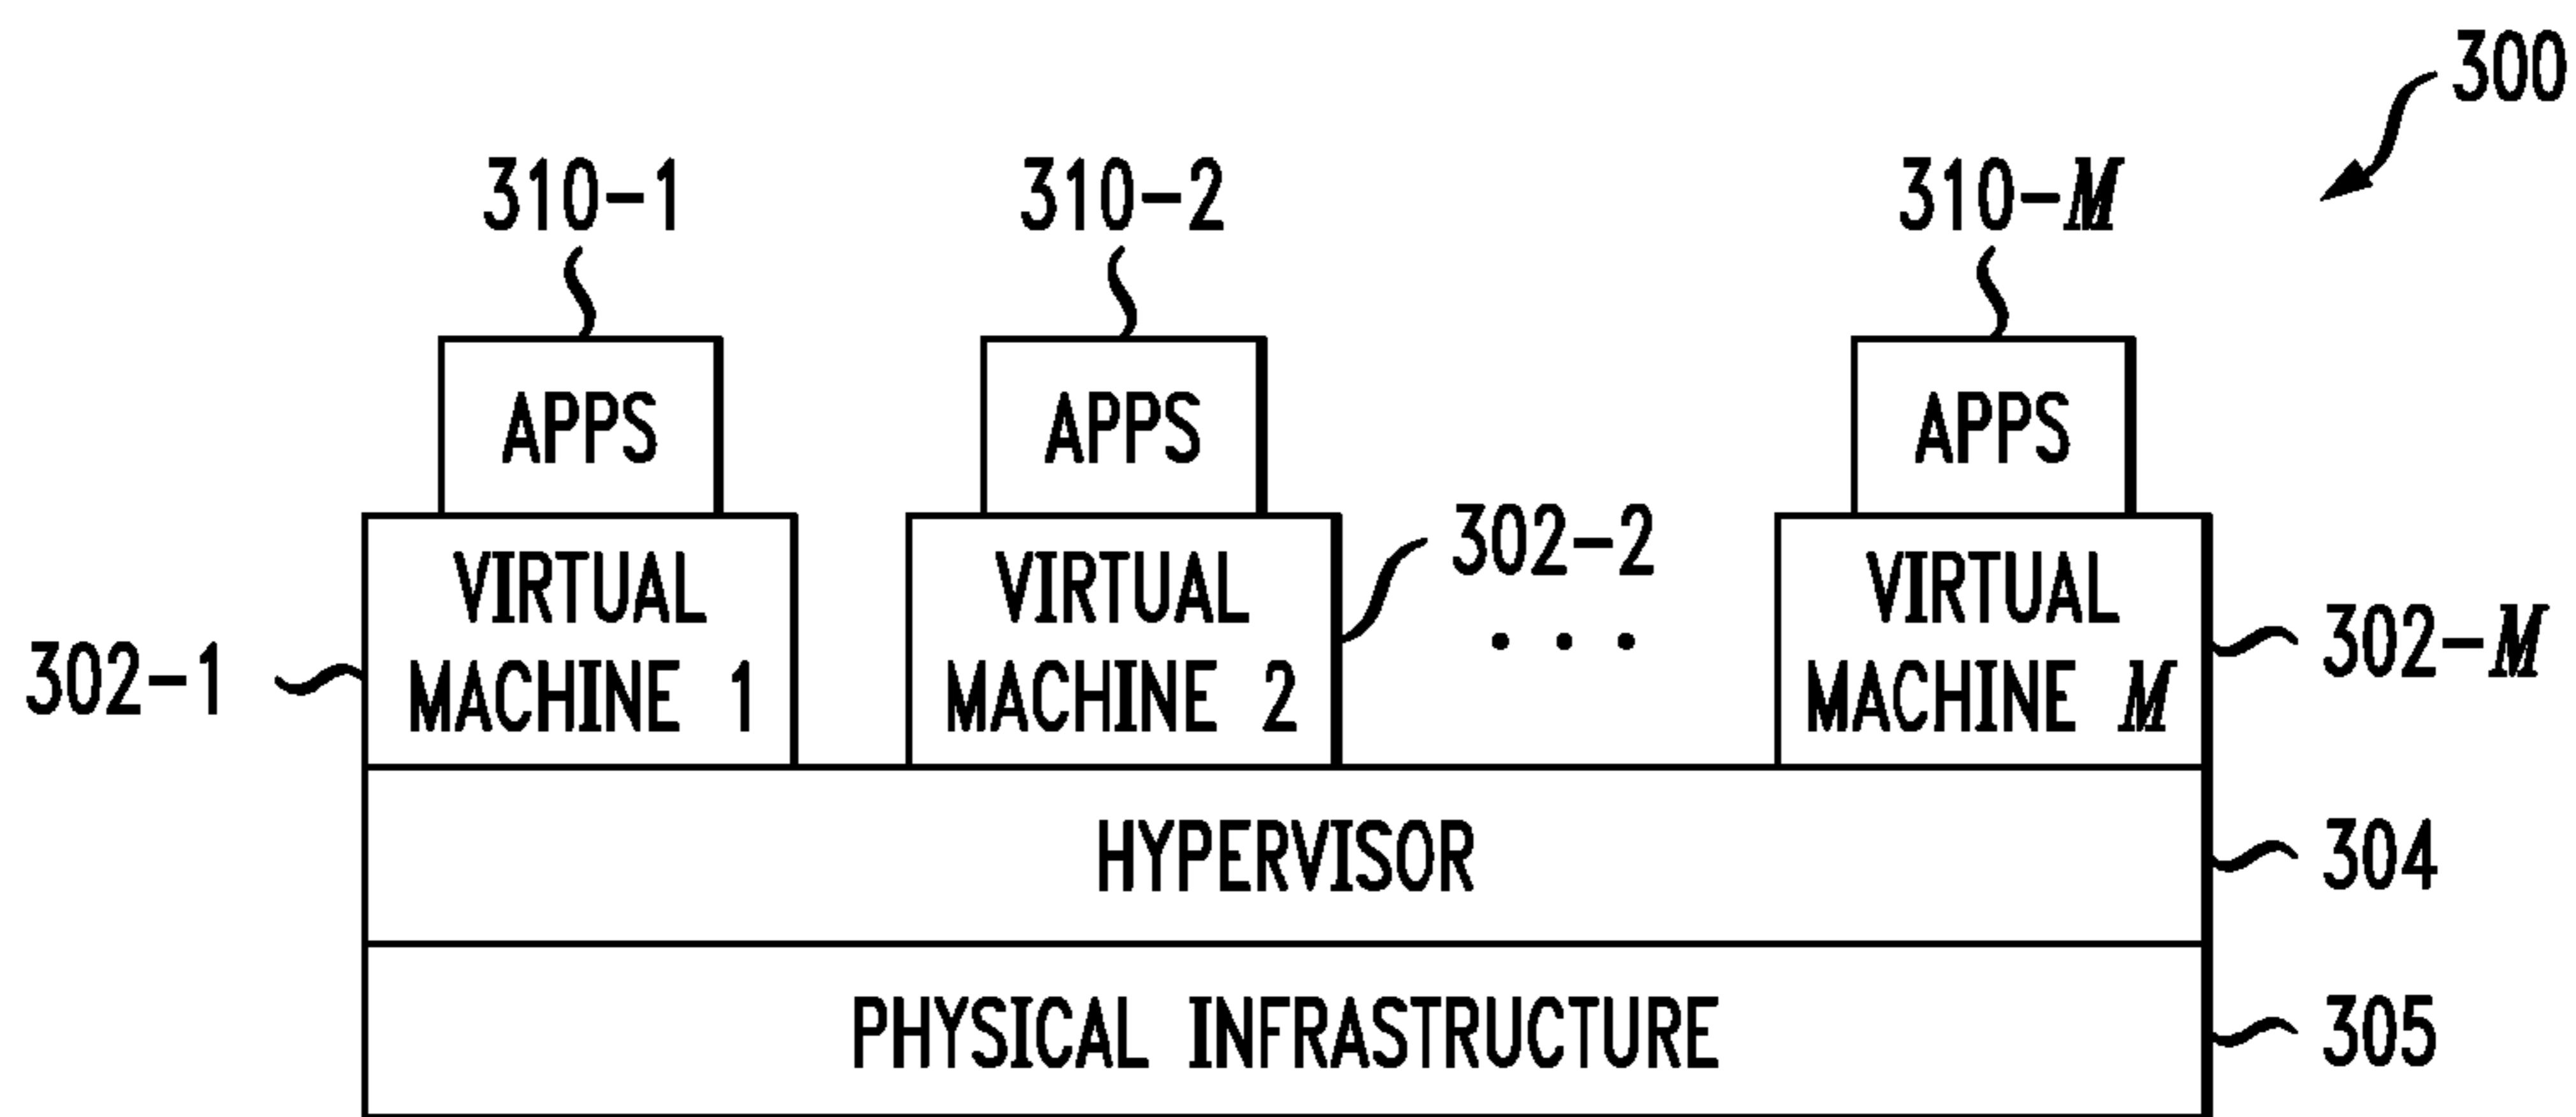 300
310-1 310-2 310-M
APPS APPS APPS
302-2
VIRTUAL VIRTUAL VIRTUAL
MACHINE 1 MACHINE 2 • • • MACHINE M
302-1 302-M
HYPERVISOR 304
PHYSICAL INFRASTRUCTURE 305